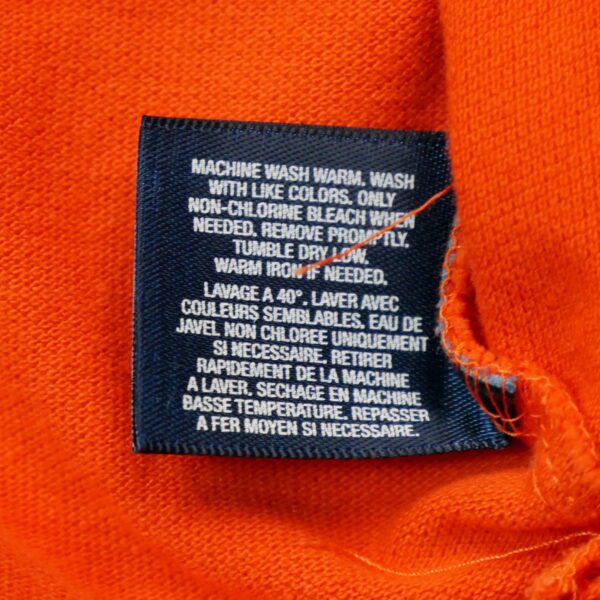 MACHINE WASH WARM. WASH
WITH LIKE COLORS. ONLY
NON-CHLORINE BLEACH WHEN
NEEDED. REMOVE PROMPTLY.
TUMBLE DRY LOW.
WARM IRON IF NEEDED.
LAVAGE A 40°. LAVER AVEC
COULEURS SEMBLABLES. EAU DE
JAVEL NON CHLOREE UNIQUEMENT
SI NECESSAIRE. RETIRER
RAPIDEMENT DE LA MACHINE
A LAVER. SECHAGE EN MACHINE
BASSE TEMPERATURE. REPASSER
A FER MOYEN SI NECESSAIRE.